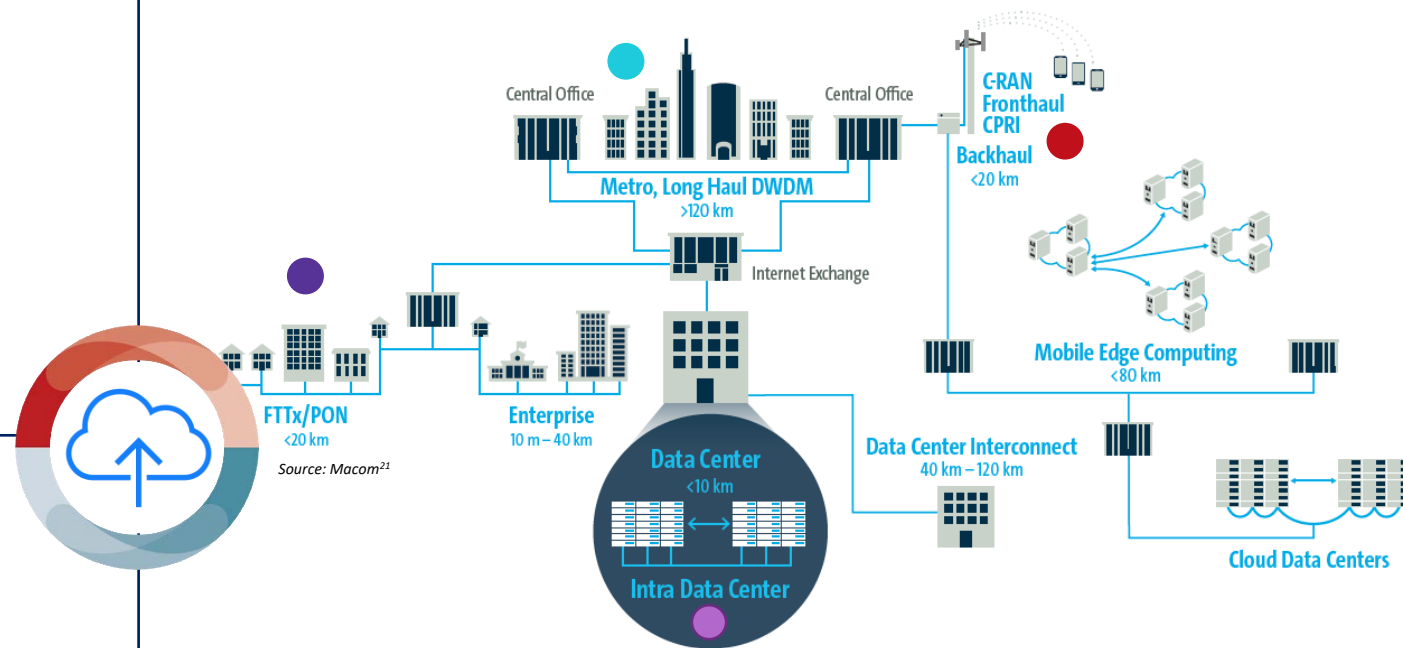 Central Office
Central Office
C-RAN
Fronthaul
CPRI
Backhaul
<20 km
Metro, Long Haul DWDM
>120 km
Internet Exchange
Mobile Edge Computing
<80 km
FTTx/PON
<20 km
Source: Macom21
Enterprise
10 m – 40 km
Data Center
<10 km
Intra Data Center
Data Center Interconnect
40 km – 120 km
Cloud Data Centers